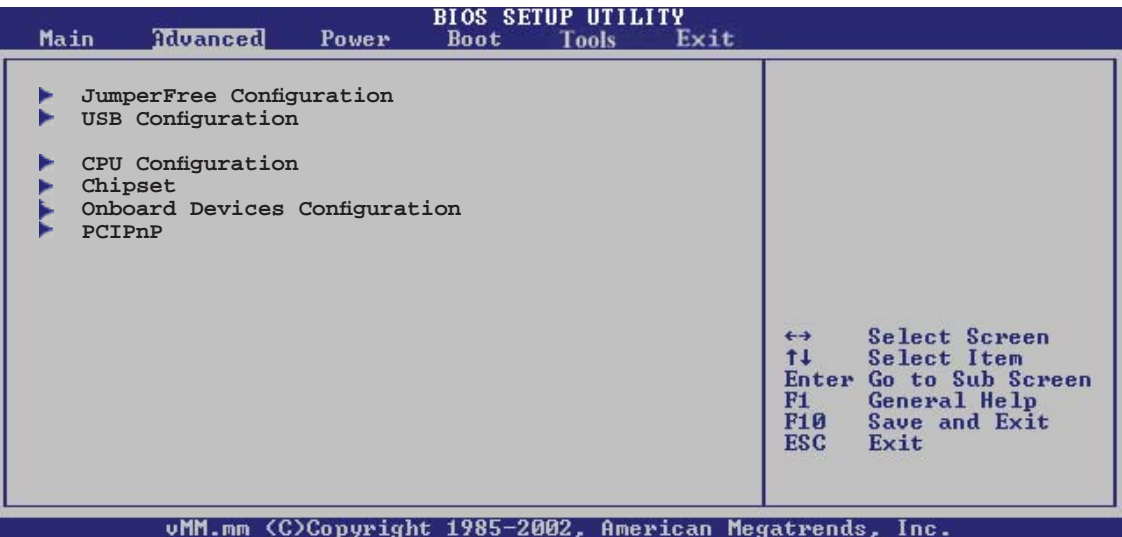 BIOS SETUP UTILITY
Main Advanced Power Boot Tools Exit
JumperFree Configuration
USB Configuration
CPU Configuration
Chipset
Onboard Devices Configuration
PCIPnP
←→ Select Screen
↑↓ Select Item
Enter Go to Sub Screen
F1 General Help
F10 Save and Exit
ESC Exit
vMM.mm (C)Copyright 1985-2002, American Megatrends, Inc.